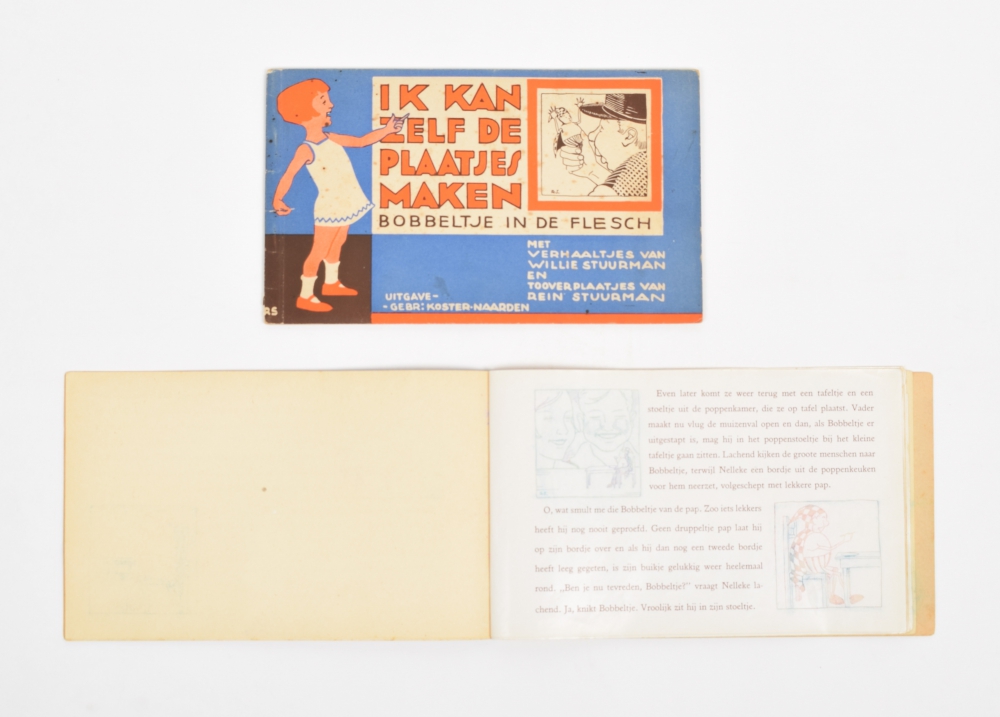 IK KAN
ZELF DE
PLAATJES
MAKEN
BOBBELTJE IN DE FLESCH
R.S.
MET
VERHAALTJES VAN
WILLIE STUURMAN
EN
TOOVERPLAATJES VAN
REIN STUURMAN
UITGAVE-
-GEBR: KOSTER-NAARDEN
RS
Even later komt ze weer terug met een tafeltje en een
stoeltje uit de poppenkamer, die ze op tafel plaatst. Vader
maakt nu vlug de muizenval open en dan, als Bobbeltje er
uitgestapt is, mag hij in het poppenstoeltje bij het kleine
tafeltje gaan zitten. Lachend kijken de groote menschen naar
Bobbeltje, terwijl Nelleke een bordje uit de poppenkeuken
voor hem neerzet, volgeschept met lekkere pap.
O, wat smult me die Bobbeltje van de pap. Zoo iets lekkers
heeft hij nog nooit geproefd. Geen druppeltje pap laat hij
op zijn bordje over en als hij dan nog een tweede bordje
heeft leeg gegeten, is zijn buikje gelukkig weer heelemaal
rond. „Ben je nu tevreden, Bobbeltje?” vraagt Nelleke la-
chend. Ja, knikt Bobbeltje. Vroolijk zit hij in zijn stoeltje.